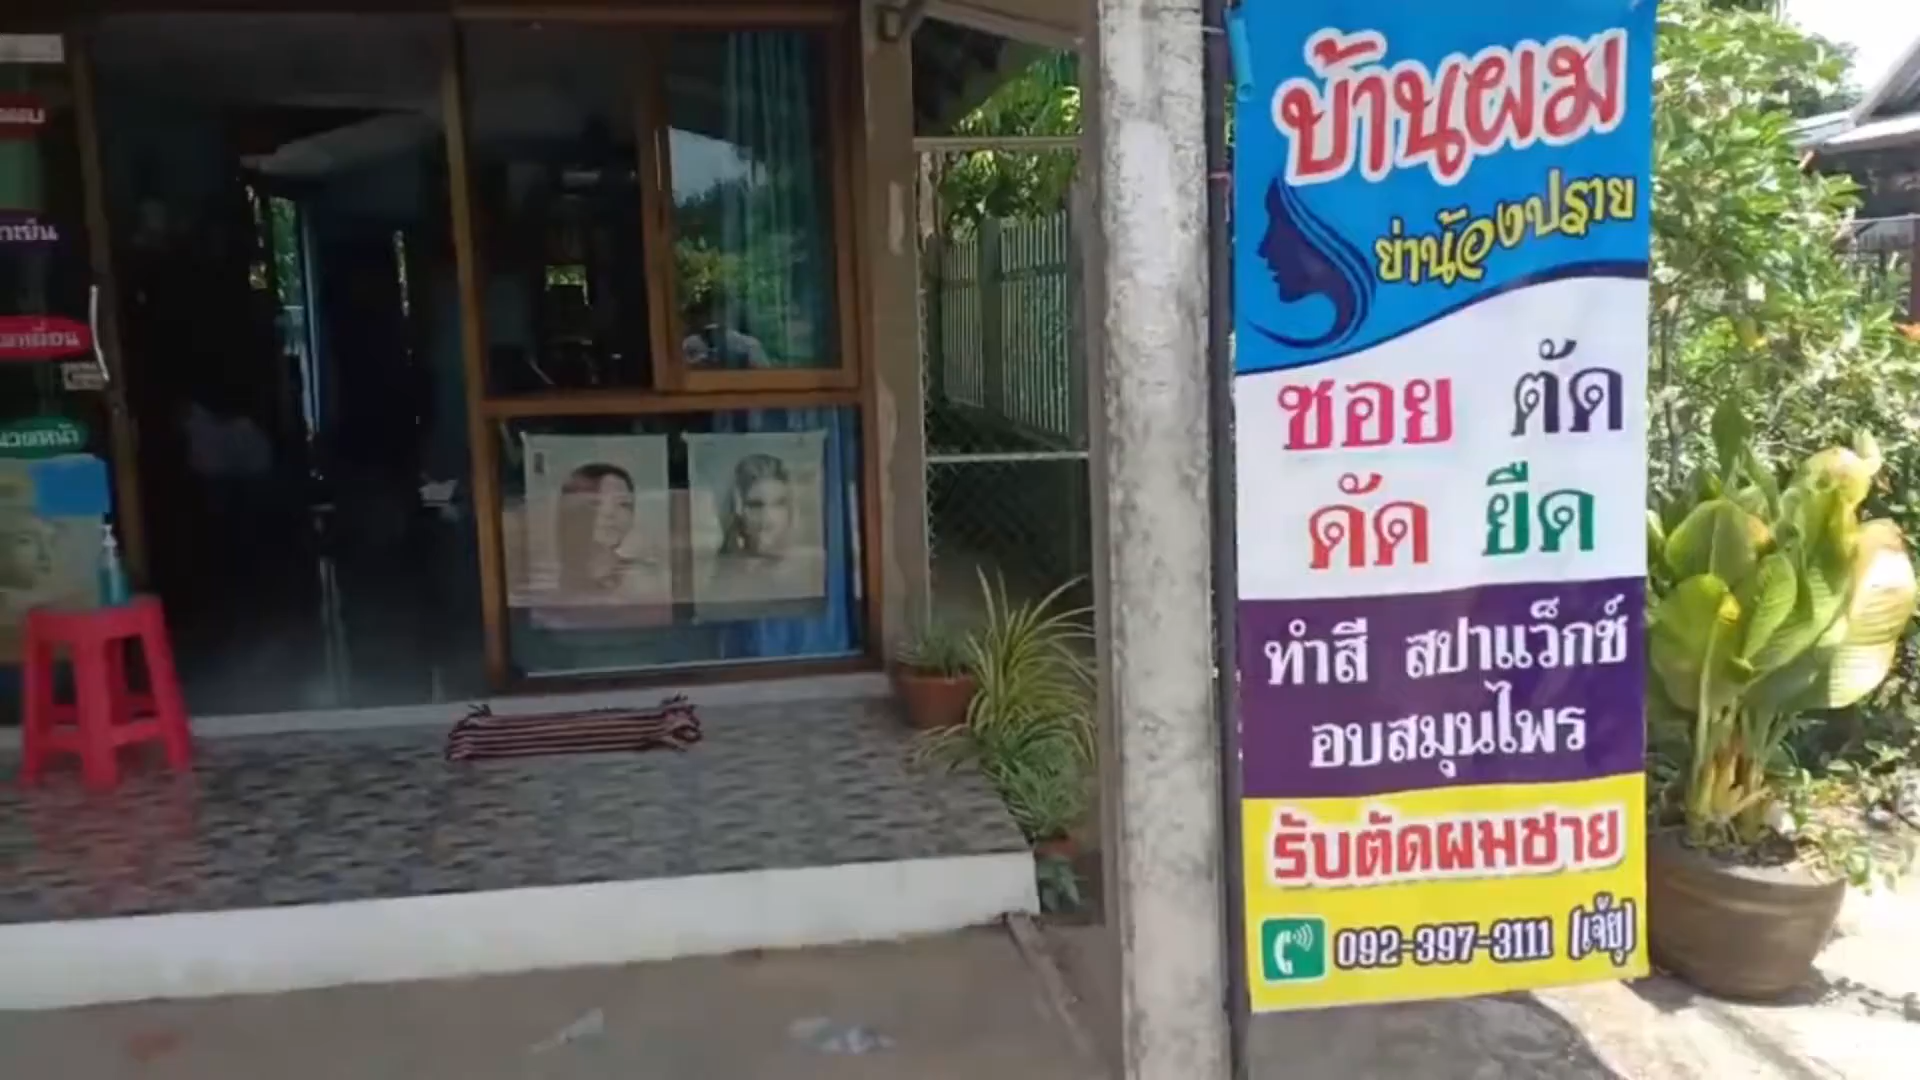 บ้านผม
ย่าน้องปราย
ซอย ตัด
ดัด ยืด
ทำสี สปาแว็กซ์
อบสมุนไพร
รับตัดผมชาย
092-397-3111 (เจ๊ยุ)